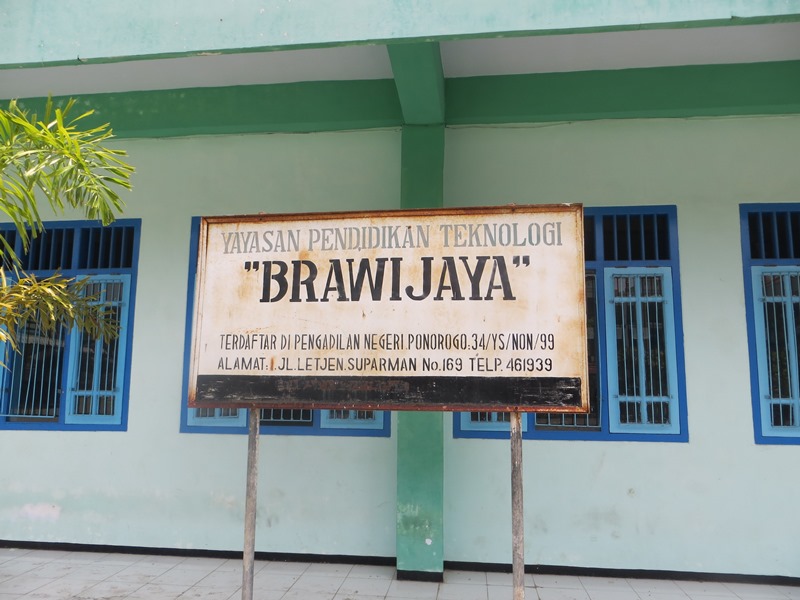 YAYASAN PENDIDIKAN TEKNOLOGI
"BRAWIJAYA"
TERDAFTAR DI PENGADILAN NEGERI.PONOROGO.34/YS/NON/99
ALAMAT:.JL.LETJEN.SUPARMAN No.169 TELP. 461939